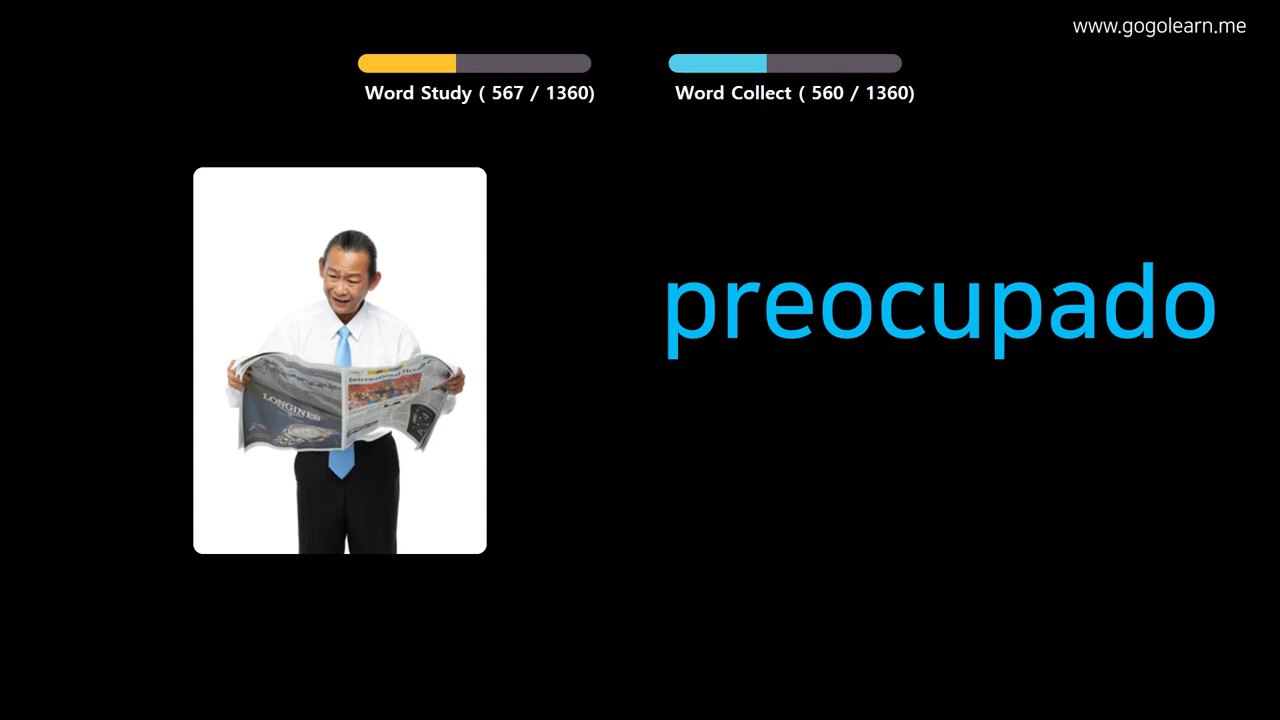 www.gogolearn.me
Word Study ( 567 / 1360)
Word Collect ( 560 / 1360)
preocupado
LONGINES
International Herald